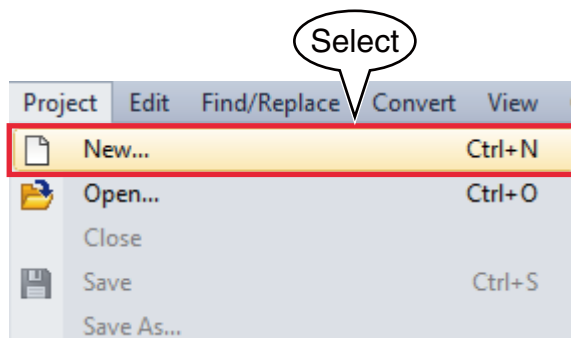 Select
Project Edit Find/Replace Convert View
New... Ctrl+N
Open... Ctrl+O
Close
Save Ctrl+S
Save As...